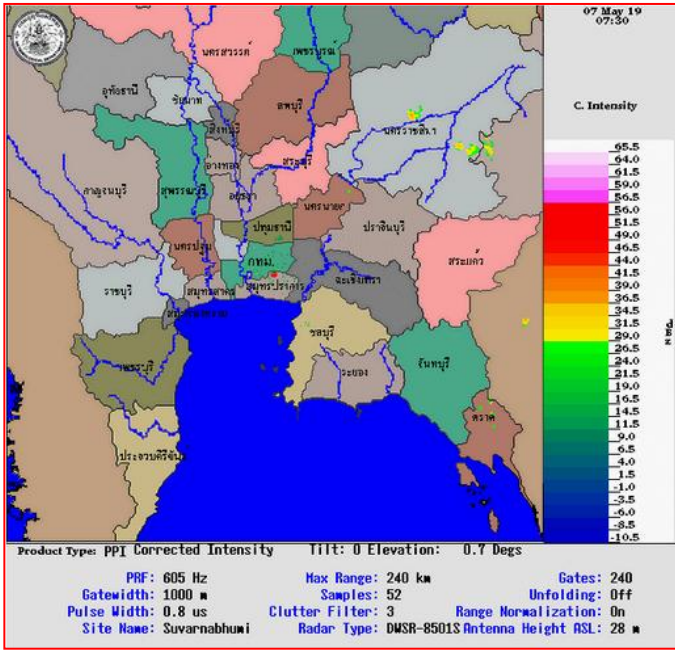 07 May 19
07:30
C. Intensity
นครสวรรค์
เพชรบูรณ์
อุทัยธานี
ชัยนาท
ลพบุรี
สิงห์บุรี
นครราชสีมา
อ่างทอง
สระบุรี
กาญจนบุรี
สุพรรณบุรี
อยุธยา
นครนายก
ปทุมธานี
ปราจีนบุรี
นครปฐม
กทม.
สระแก้ว
ราชบุรี
สมุทรสาคร
สมุทรปราการ
ฉะเชิงเทรา
ชลบุรี
เพชรบุรี
ระยอง
จันทบุรี
ตราด
ประจวบคีรีขันธ์
65.5
64.0
61.5
59.0
56.5
56.0
51.5
49.0
46.5
44.0
41.5
39.0
36.5
34.0
31.5
29.0
26.5
24.0
21.5
19.0
16.5
14.0
11.5
9.0
6.5
4.0
1.5
-1.0
-3.5
-6.0
-8.5
-10.5
Product Type: PPI Corrected Intensity Tilt: 0 Elevation: 0.7 Degs
PRF: 605 Hz Max Range: 240 km Gates: 240
Gatewidth: 1000 m Samples: 52 Unfolding: Off
Pulse Width: 0.8 us Clutter Filter: 3 Range Normalization: On
Site Name: Suvarnabhumi Radar Type: DWSR-8501S Antenna Height ASL: 28 m